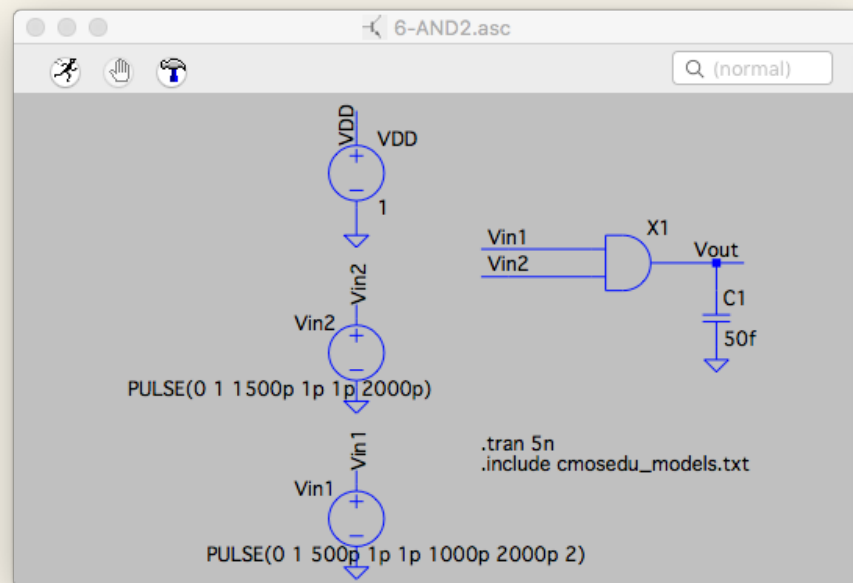 6-AND2.asc
(normal)
VDD
VDD
1
Vin2
Vin2
PULSE(0 1 1500p 1p 1p 2000p)
Vin1
Vin1
PULSE(0 1 500p 1p 1p 1000p 2000p 2)
Vin1
Vin2
X1
Vout
C1
50f
.tran 5n
.include cmosedu_models.txt